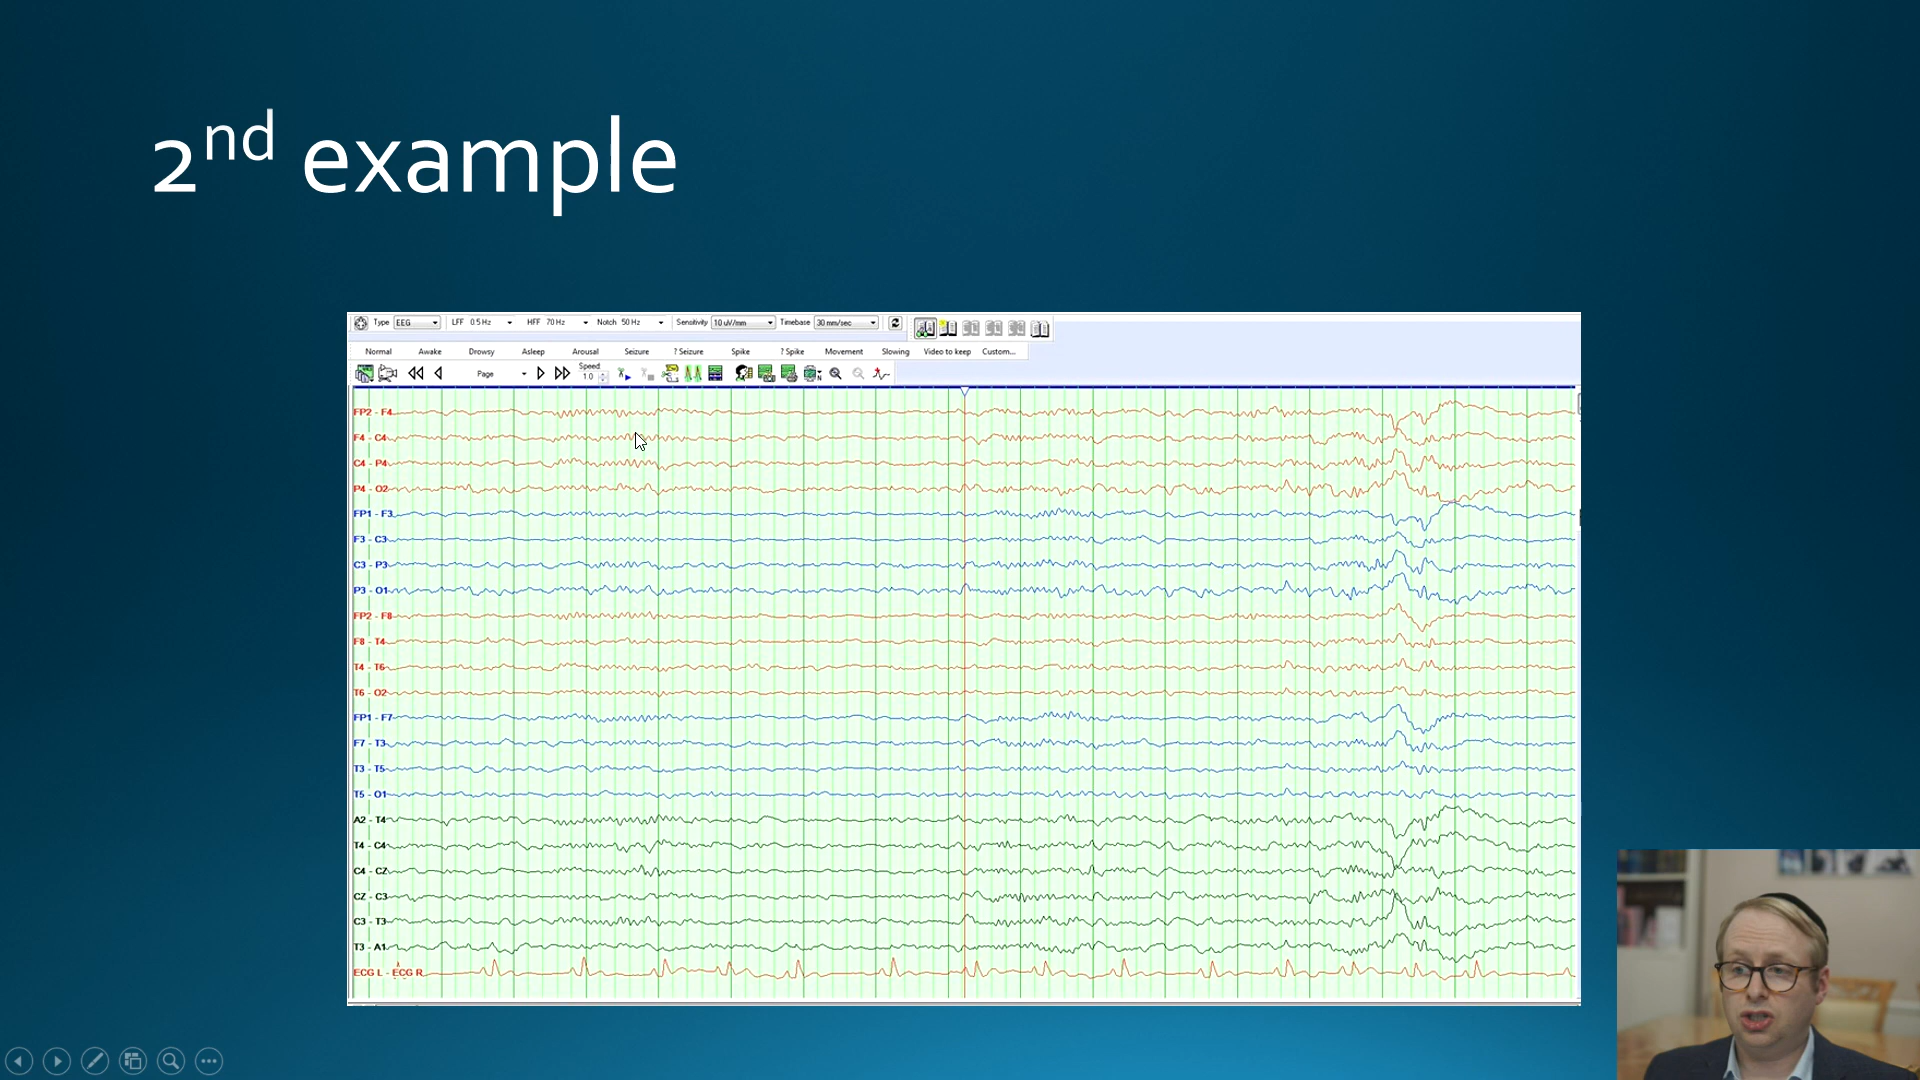 2nd example
Type EEG LFF 0.5 Hz HFF 70 Hz Notch 50 Hz Sensitivity 10 uV/mm Timebase 30 mm/sec
Normal Awake Drowsy Asleep Arousal Seizure ? Seizure Spike ? Spike Movement Slowing Video to keep Custom...
Page Speed 1.0
FP2 - F4
F4 - C4
C4 - P4
P4 - O2
FP1 - F3
F3 - C3
C3 - P3
P3 - O1
FP2 - F8
F8 - T4
T4 - T6
T6 - O2
FP1 - F7
F7 - T3
T3 - T5
T5 - O1
A2 - T4
T4 - C4
C4 - CZ
CZ - C3
C3 - T3
T3 - A1
ECG L - ECG R